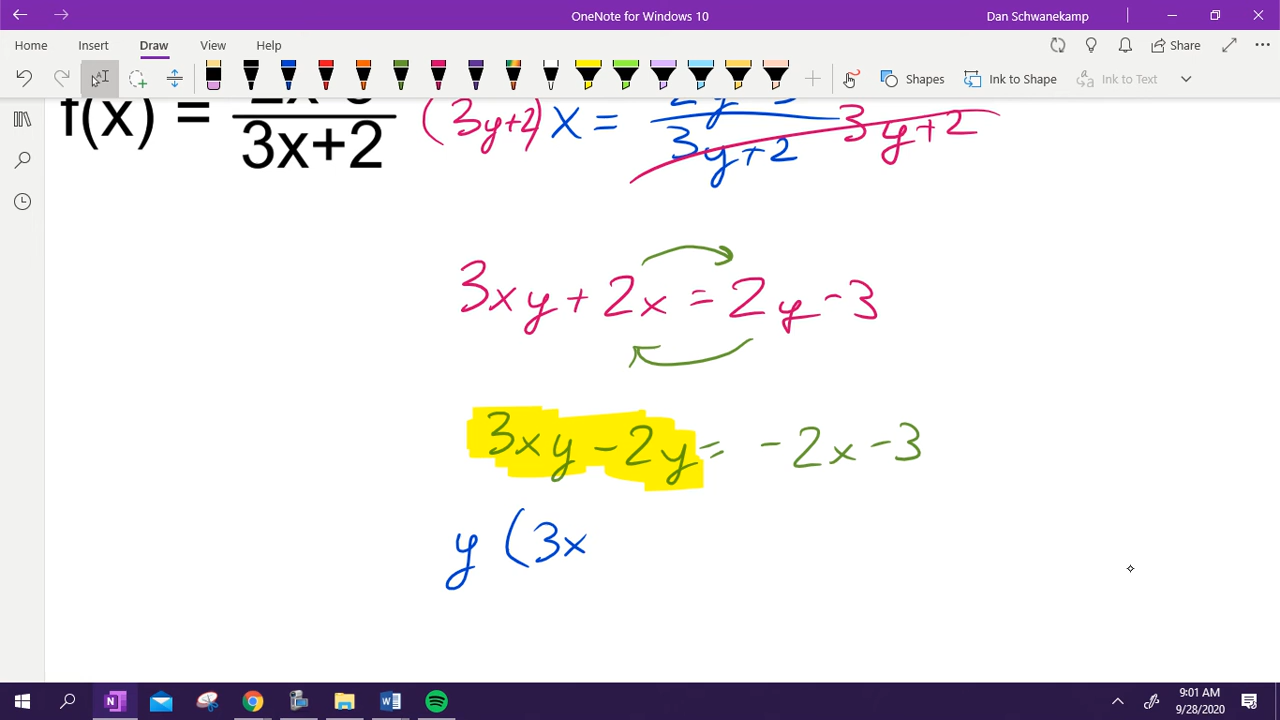 OneNote for Windows 10
Dan Schwanekamp
Home Insert Draw View Help
Share
Shapes Ink to Shape Ink to Text
f(x) =
3x+2
(3y+2)x =
3y+2
3y+2
3xy+2x=2y-3
3xy-2y= -2x-3
y (3x
9:01 AM
9/28/2020